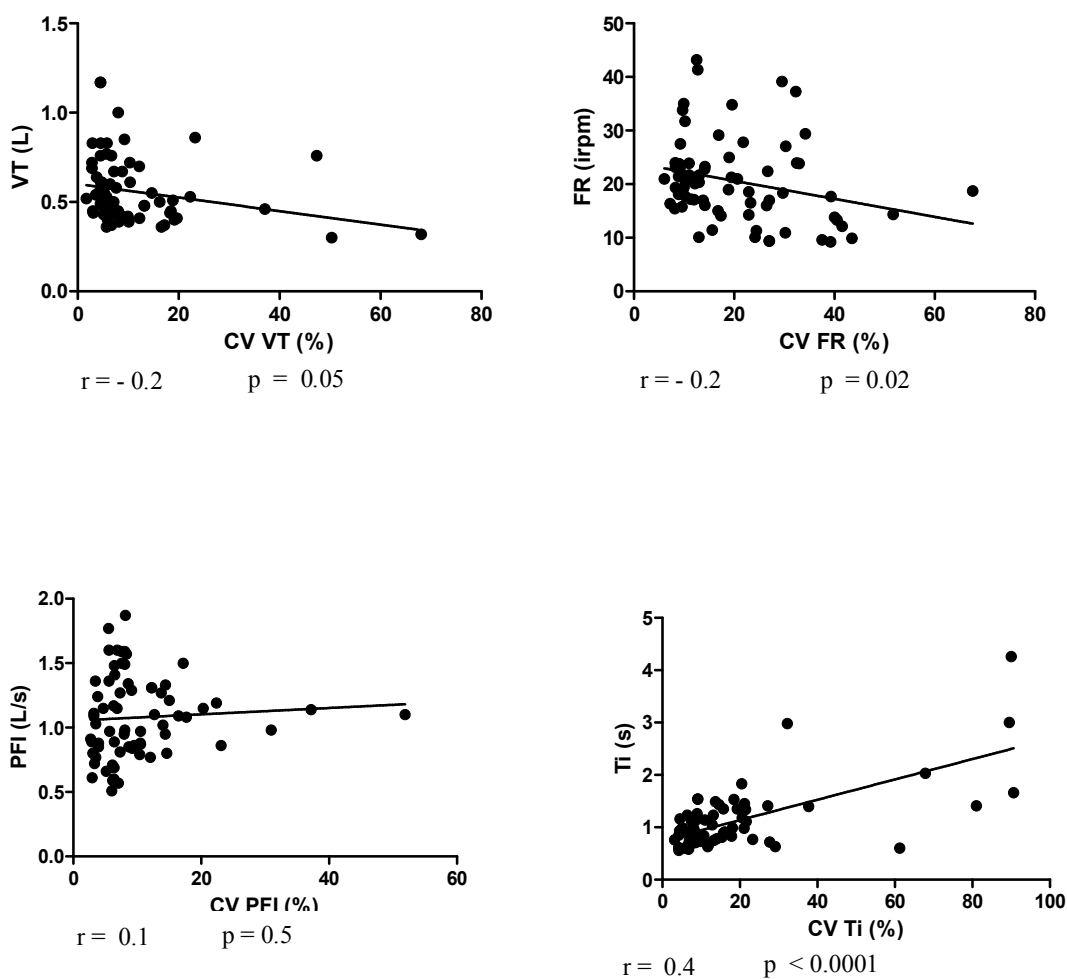 1.5
1.0
0.5
0.0
VT (L)
0 20 40 60 80
CV VT (%)
r = - 0.2 p = 0.05
50
40
30
20
10
0
FR (irpm)
0 20 40 60 80
CV FR (%)
r = - 0.2 p = 0.02
2.0
1.5
1.0
0.5
0.0
PFI (L/s)
0 20 40 60
CV PFI (%)
r = 0.1 p = 0.5
5
4
3
2
1
0
Ti (s)
0 20 40 60 80 100
CV Ti (%)
r = 0.4 p < 0.0001